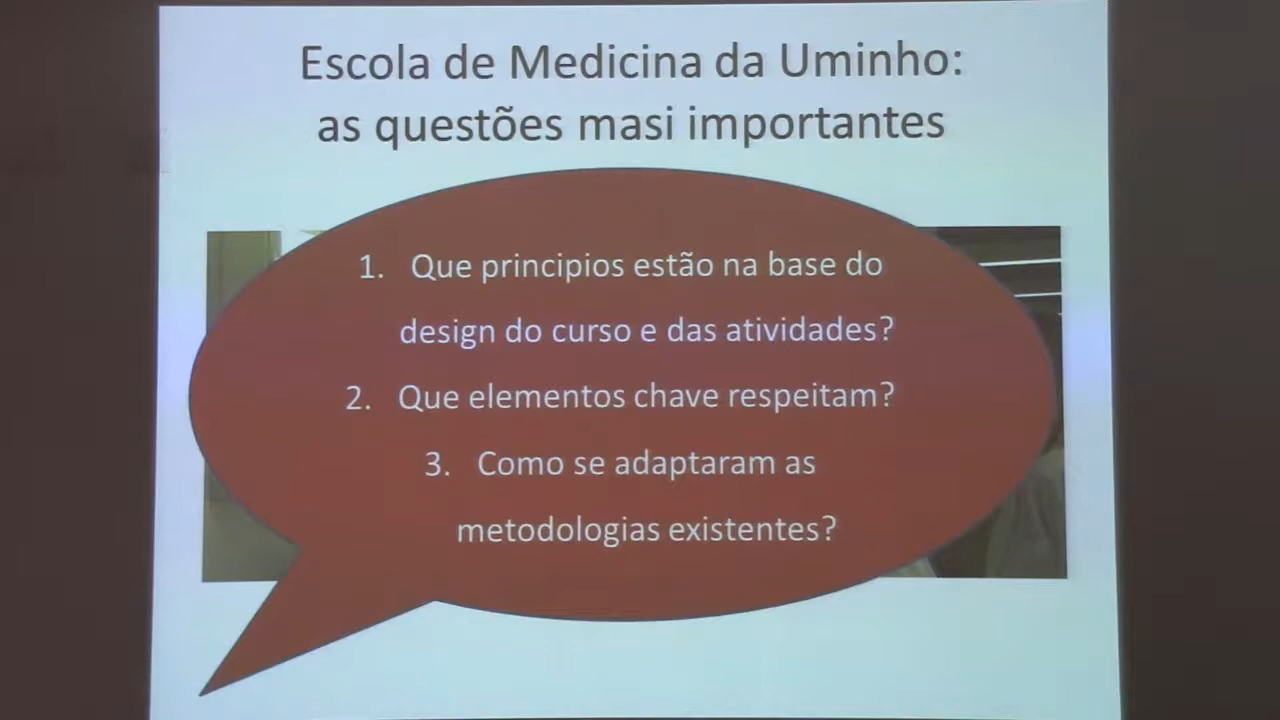 Escola de Medicina da Uminho:
as questões masi importantes
1. Que principios estão na base do
design do curso e das atividades?
2. Que elementos chave respeitam?
3. Como se adaptaram as
metodologias existentes?